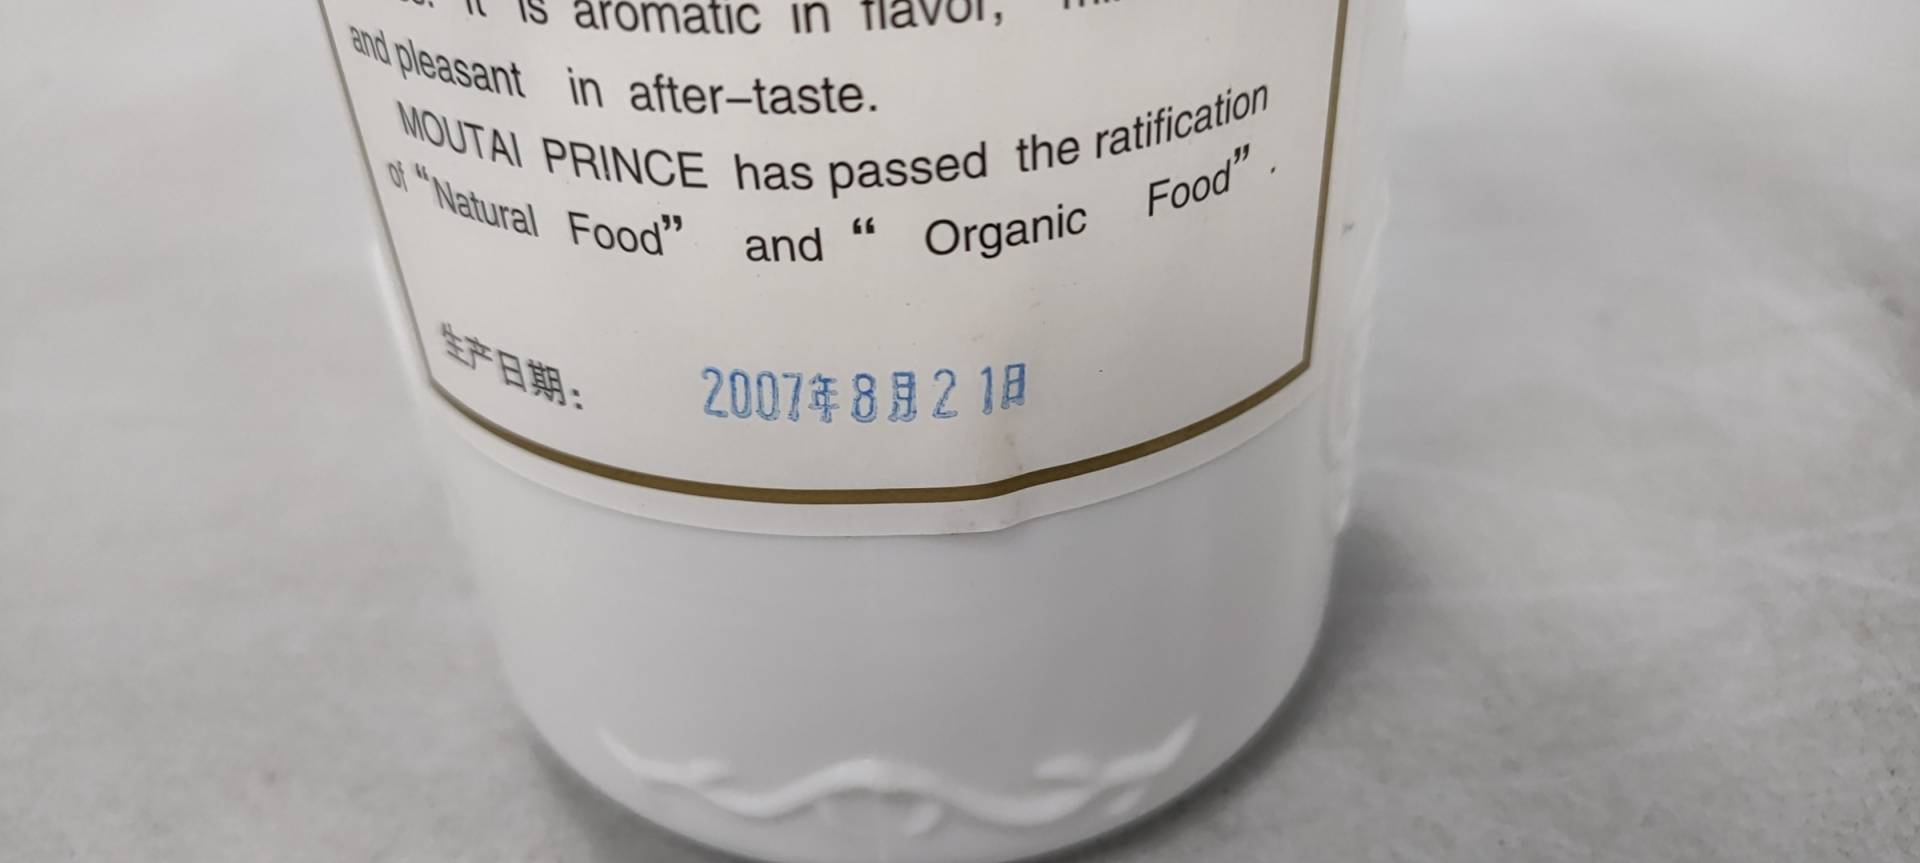 it is aromatic in flavor,
and pleasant in after–taste.
MOUTAI PRINCE has passed the ratification
of “Natural Food” and “ Organic Food” .
生产日期: 2007年8月21日